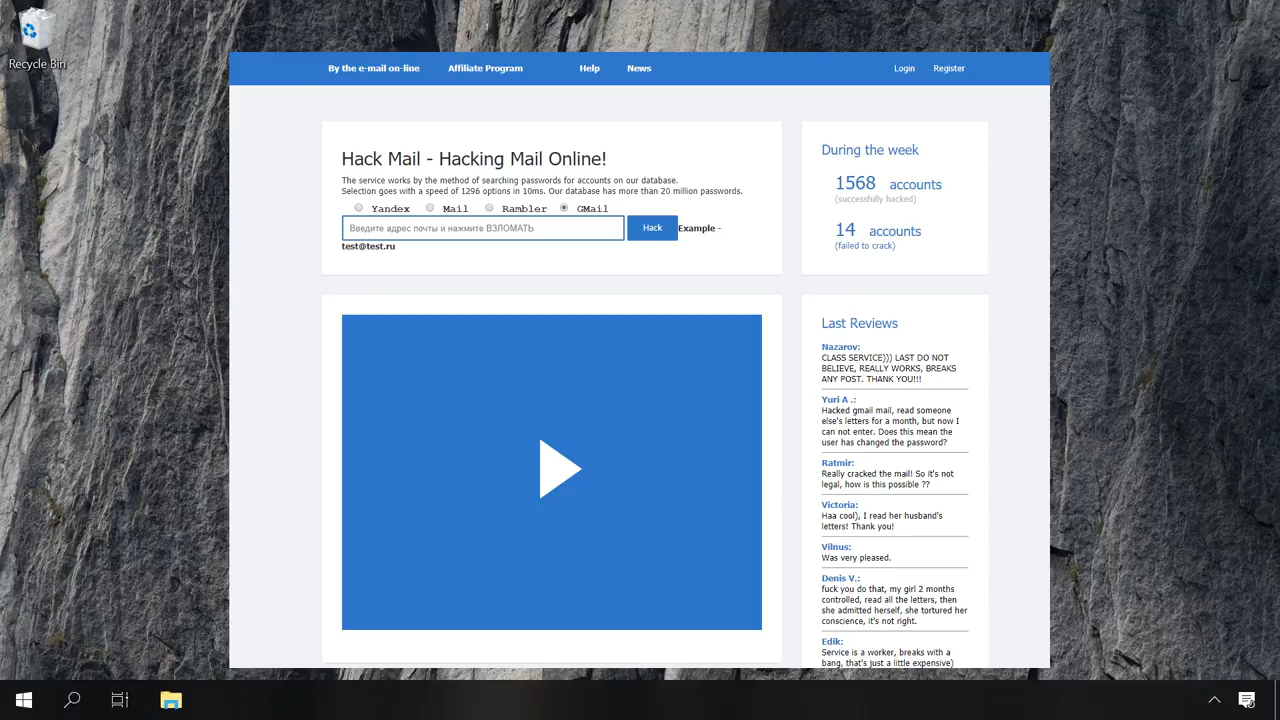 Recycle Bin
By the e-mail on-line Affiliate Program Help News Login Register
Hack Mail - Hacking Mail Online!
The service works by the method of searching passwords for accounts on our database.
Selection goes with a speed of 1296 options in 10ms. Our database has more than 20 million passwords.
Yandex Mail Rambler GMail
Введите адрес почты и нажмите ВЗЛОМАТЬ Hack Example -
test@test.ru
During the week
1568 accounts
(successfully hacked)
14 accounts
(failed to crack)
Last Reviews
Nazarov:
CLASS SERVICE))) LAST DO NOT
BELIEVE, REALLY WORKS, BREAKS
ANY POST. THANK YOU!!!
Yuri A .:
Hacked gmail mail, read someone
else's letters for a month, but now I
can not enter. Does this mean the
user has changed the password?
Ratmir:
Really cracked the mail! So it's not
legal, how is this possible ??
Victoria:
Haa cool), I read her husband's
letters! Thank you!
Vilnus:
Was very pleased.
Denis V.:
fuck you do that, my girl 2 months
controlled, read all the letters, then
she admitted herself, she tortured her
conscience, it's not right.
Edik:
Service is a worker, breaks with a
bang, that's just a little expensive)